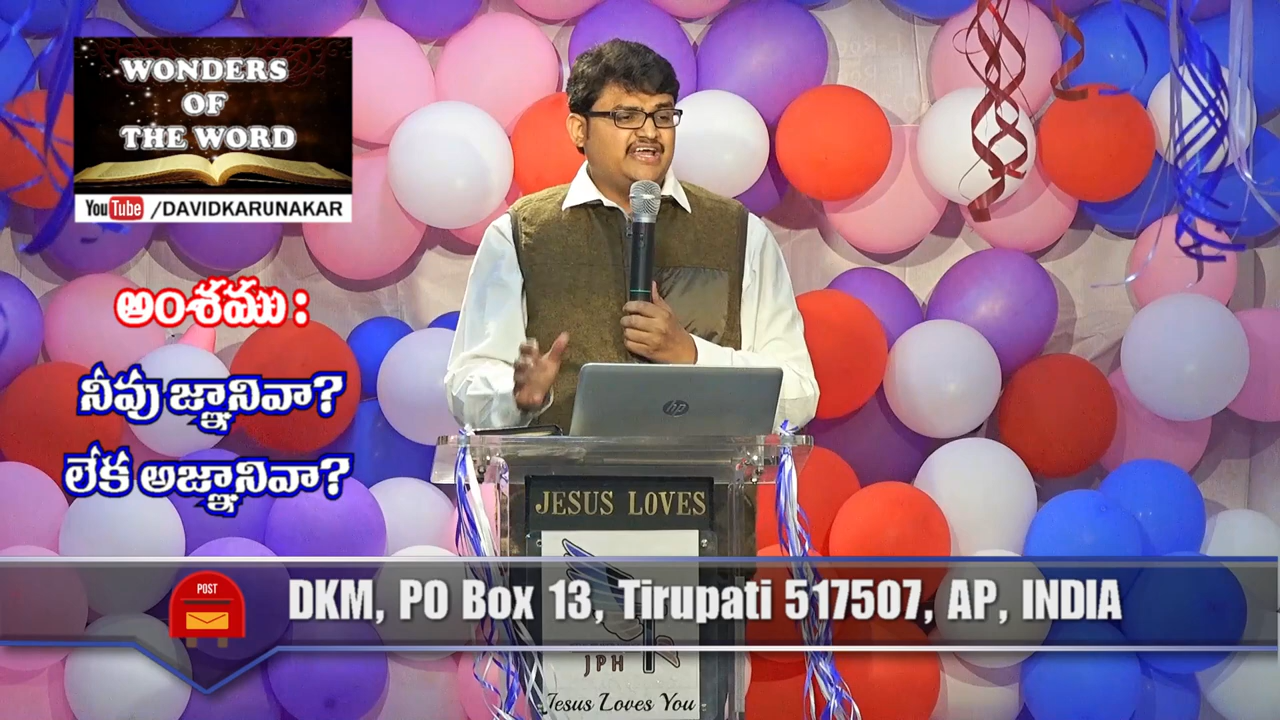 WONDERS
OF
THE WORD
YouTube /DAVIDKARUNAKAR
అంశము :
నీవు జ్ఞానివా?
లేక అజ్ఞానివా?
hp
JESUS LOVES
POST
DKM, PO Box 13, Tirupati 517507, AP, INDIA
JPH
Jesus Loves You